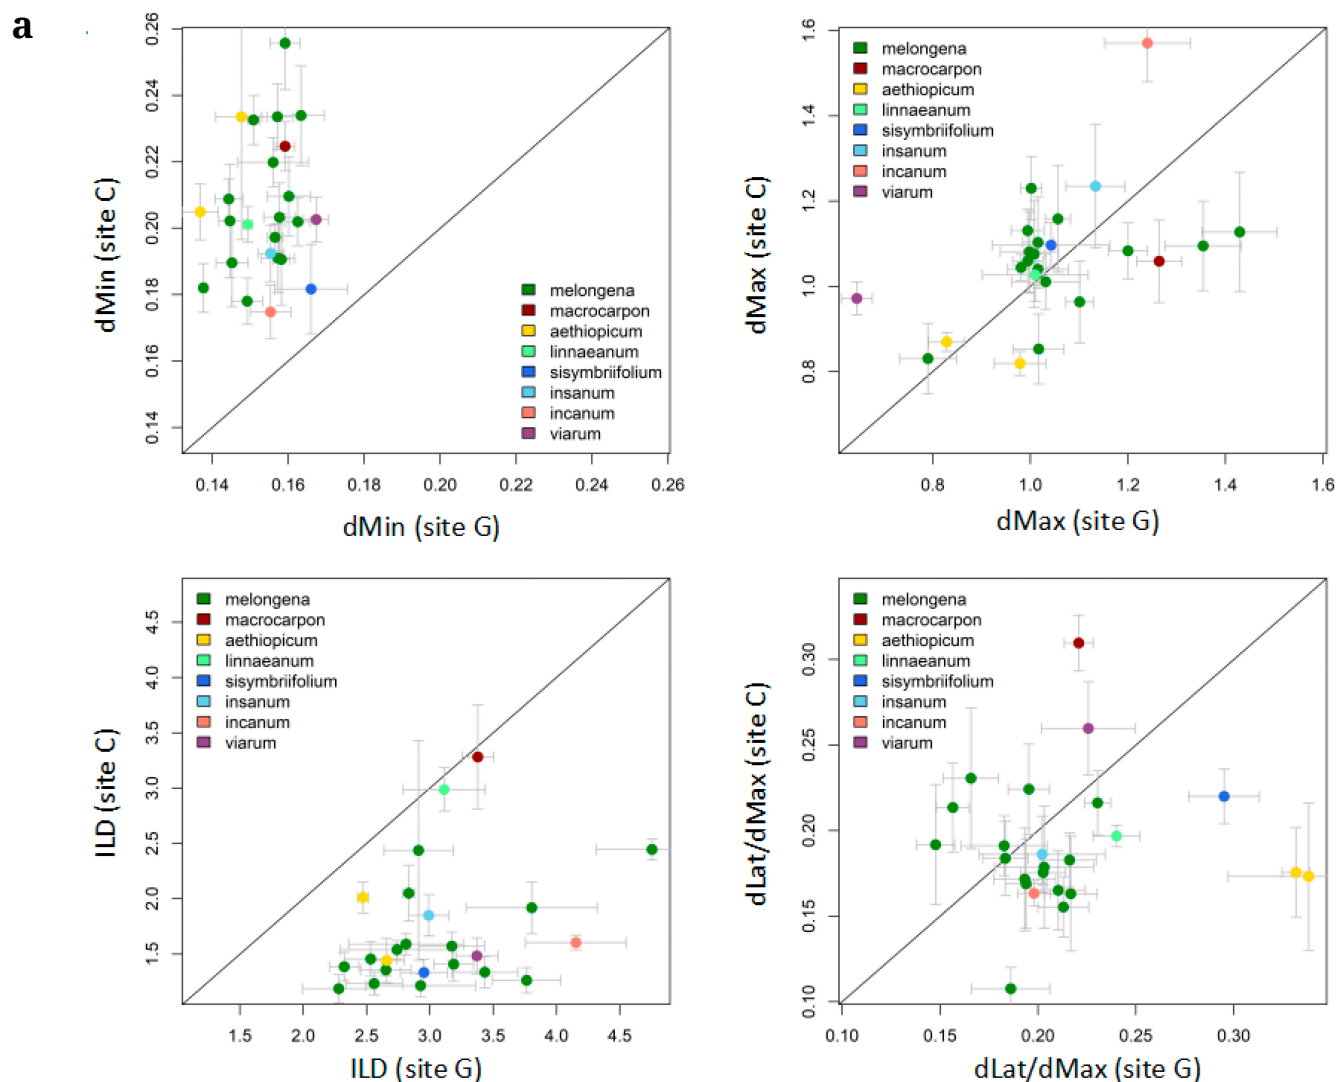 a
0.26
0.24
0.22
0.20
0.18
0.16
0.14
dMin (site C)
melongena
macrocarpon
aethiopicum
linnaeanum
sisymbriifolium
insanum
incanum
viarum
0.14 0.16 0.18 0.20 0.22 0.24 0.26
dMin (site G)
1.6
1.4
1.2
1.0
0.8
dMax (site C)
melongena
macrocarpon
aethiopicum
linnaeanum
sisymbriifolium
insanum
incanum
viarum
0.8 1.0 1.2 1.4 1.6
dMax (site G)
4.5
4.0
3.5
3.0
2.5
2.0
1.5
ILD (site C)
melongena
macrocarpon
aethiopicum
linnaeanum
sisymbriifolium
insanum
incanum
viarum
1.5 2.0 2.5 3.0 3.5 4.0 4.5
ILD (site G)
0.30
0.25
0.20
0.15
0.10
dLat/dMax (site C)
melongena
macrocarpon
aethiopicum
linnaeanum
sisymbriifolium
insanum
incanum
viarum
0.10 0.15 0.20 0.25 0.30
dLat/dMax (site G)